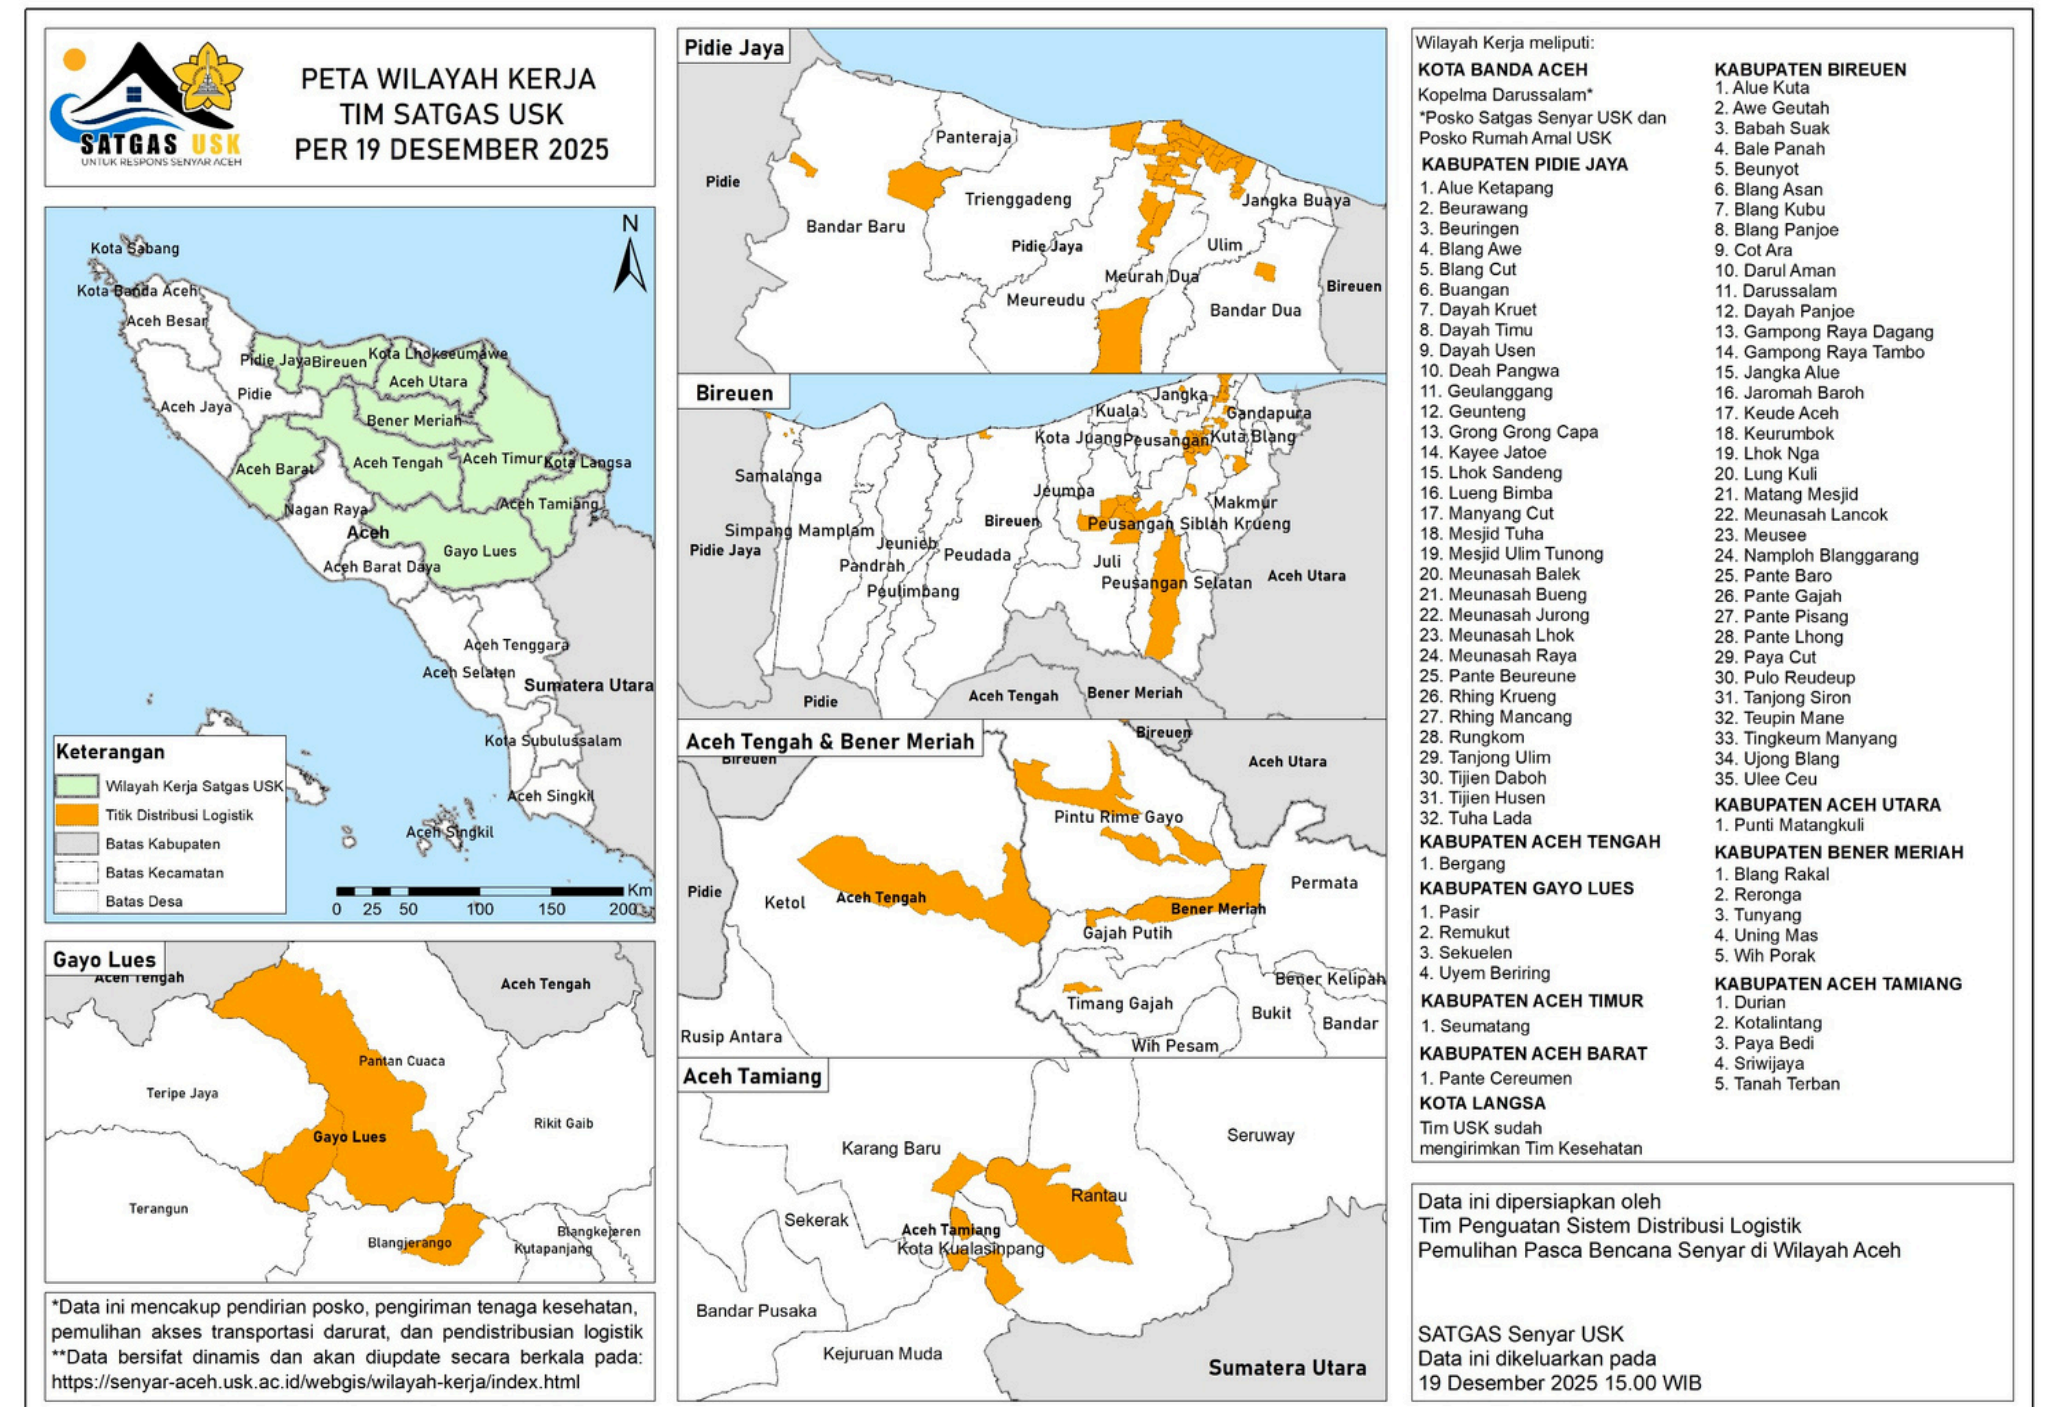 SATGAS USK
UNTUK RESPONS SENYAR ACEH
PETA WILAYAH KERJA
TIM SATGAS USK
PER 19 DESEMBER 2025
N
Kota Sabang
Kota Banda Aceh
Aceh Besar
Pidie Jaya
Bireuen
Kota Lhokseumawe
Aceh Utara
Pidie
Aceh Jaya
Bener Meriah
Aceh Barat
Aceh Tengah
Aceh Timur
Kota Langsa
Nagan Raya
Aceh Tamiang
Aceh
Gayo Lues
Aceh Barat Daya
Aceh Tenggara
Aceh Selatan
Sumatera Utara
Kota Subulussalam
Aceh Singkil
Aceh Singkil
Keterangan
Wilayah Kerja Satgas USK
Titik Distribusi Logistik
Batas Kabupaten
Batas Kecamatan
Batas Desa
0 25 50 100 150 200 Km
Gayo Lues
Aceh Tengah
Aceh Tengah
Pantan Cuaca
Teripe Jaya
Rikit Gaib
Gayo Lues
Terangun
Blangjerango
Blangkejeren
Kutapanjang
*Data ini mencakup pendirian posko, pengiriman tenaga kesehatan,
pemulihan akses transportasi darurat, dan pendistribusian logistik
**Data bersifat dinamis dan akan diupdate secara berkala pada:
https://senyar-aceh.usk.ac.id/webgis/wilayah-kerja/index.html
Pidie Jaya
Panteraja
Pidie
Trienggadeng
Jangka Buaya
Bandar Baru
Pidie Jaya
Ulim
Meurah Dua
Meureudu
Bireuen
Bandar Dua
Bireuen
Jangka
Kuala
Gandapura
Kota Juang
Peusangan
Kuta Blang
Samalanga
Jeumpa
Makmur
Simpang Mamplam
Bireuen
Peusangan Siblah Krueng
Pidie Jaya
Jeunieb
Peudada
Pandrah
Juli
Aceh Utara
Peulimbang
Peusangan Selatan
Pidie
Aceh Tengah
Bener Meriah
Aceh Tengah & Bener Meriah
Bireuen
Bireuen
Aceh Utara
Pintu Rime Gayo
Pidie
Ketol
Aceh Tengah
Permata
Bener Meriah
Gajah Putih
Bener Kelipah
Timang Gajah
Bukit
Bandar
Rusip Antara
Wih Pesam
Aceh Tamiang
Karang Baru
Seruway
Rantau
Sekerak
Aceh Tamiang
Kota Kualasinpang
Bandar Pusaka
Kejuruan Muda
Sumatera Utara
Wilayah Kerja meliputi:
KOTA BANDA ACEH
Kopelma Darussalam*
*Posko Satgas Senyar USK dan
Posko Rumah Amal USK
KABUPATEN PIDIE JAYA
1. Alue Ketapang
2. Beurawang
3. Beuringen
4. Blang Awe
5. Blang Cut
6. Buangan
7. Dayah Kruet
8. Dayah Timu
9. Dayah Usen
10. Deah Pangwa
11. Geulanggang
12. Geunteng
13. Grong Grong Capa
14. Kayee Jatoe
15. Lhok Sandeng
16. Lueng Bimba
17. Manyang Cut
18. Mesjid Tuha
19. Mesjid Ulim Tunong
20. Meunasah Balek
21. Meunasah Bueng
22. Meunasah Jurong
23. Meunasah Lhok
24. Meunasah Raya
25. Pante Beureune
26. Rhing Krueng
27. Rhing Mancang
28. Rungkom
29. Tanjong Ulim
30. Tijien Daboh
31. Tijien Husen
32. Tuha Lada
KABUPATEN ACEH TENGAH
1. Bergang
KABUPATEN GAYO LUES
1. Pasir
2. Remukut
3. Sekuelen
4. Uyem Beriring
KABUPATEN ACEH TIMUR
1. Seumatang
KABUPATEN ACEH BARAT
1. Pante Cereumen
KOTA LANGSA
Tim USK sudah
mengirimkan Tim Kesehatan
KABUPATEN BIREUEN
1. Alue Kuta
2. Awe Geutah
3. Babah Suak
4. Bale Panah
5. Beunyot
6. Blang Asan
7. Blang Kubu
8. Blang Panjoe
9. Cot Ara
10. Darul Aman
11. Darussalam
12. Dayah Panjoe
13. Gampong Raya Dagang
14. Gampong Raya Tambo
15. Jangka Alue
16. Jaromah Baroh
17. Keude Aceh
18. Keurumbok
19. Lhok Nga
20. Lung Kuli
21. Matang Mesjid
22. Meunasah Lancok
23. Meusee
24. Namploh Blanggarang
25. Pante Baro
26. Pante Gajah
27. Pante Pisang
28. Pante Lhong
29. Paya Cut
30. Pulo Reudeup
31. Tanjong Siron
32. Teupin Mane
33. Tingkeum Manyang
34. Ujong Blang
35. Ulee Ceu
KABUPATEN ACEH UTARA
1. Punti Matangkuli
KABUPATEN BENER MERIAH
1. Blang Rakal
2. Reronga
3. Tunyang
4. Uning Mas
5. Wih Porak
KABUPATEN ACEH TAMIANG
1. Durian
2. Kotalintang
3. Paya Bedi
4. Sriwijaya
5. Tanah Terban
Data ini dipersiapkan oleh
Tim Penguatan Sistem Distribusi Logistik
Pemulihan Pasca Bencana Senyar di Wilayah Aceh
SATGAS Senyar USK
Data ini dikeluarkan pada
19 Desember 2025 15.00 WIB